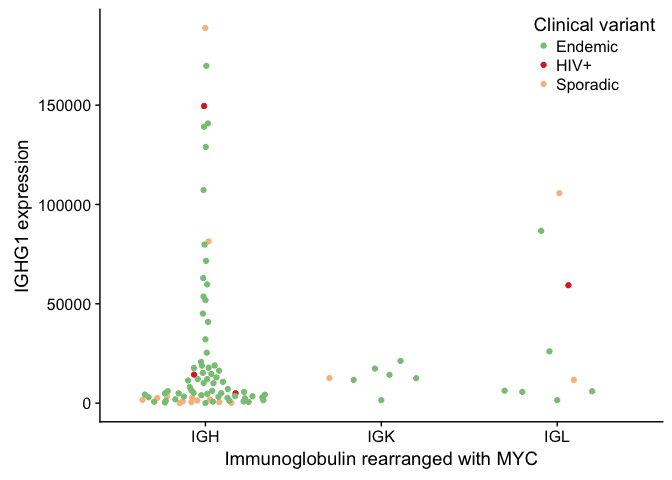 Clinical variant
Endemic
HIV+
Sporadic
IGHG1 expression
150000
100000
50000
0
IGH
IGK
IGL
Immunoglobulin rearranged with MYC